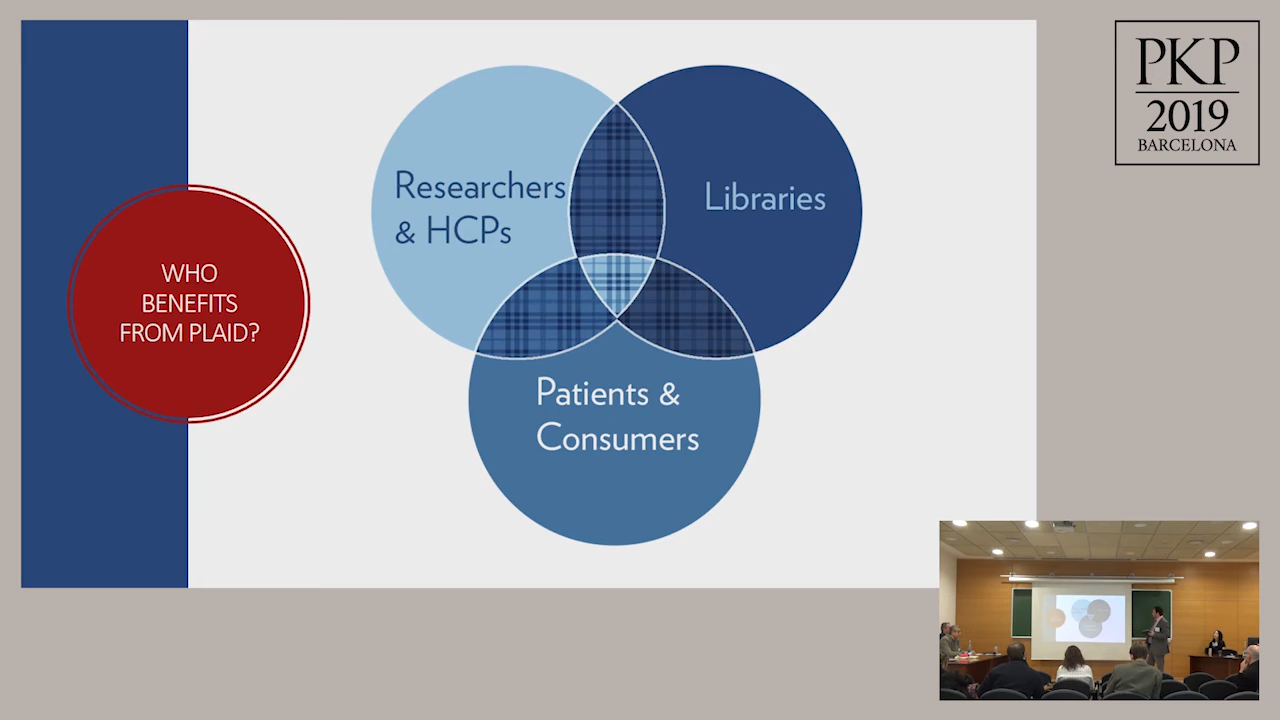 WHO
BENEFITS
FROM PLAID?
Researchers
& HCPs
Libraries
Patients &
Consumers
PKP
2019
BARCELONA